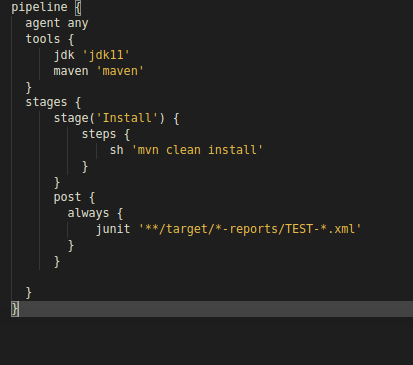 pipeline {
  agent any
  tools {
      jdk 'jdk11'
      maven 'maven'
  }
  stages {
      stage('Install') {
          steps {
              sh 'mvn clean install'
          }
      }
      post {
        always {
            junit '**/target/*-reports/TEST-*.xml'
        }
      }

  }
}